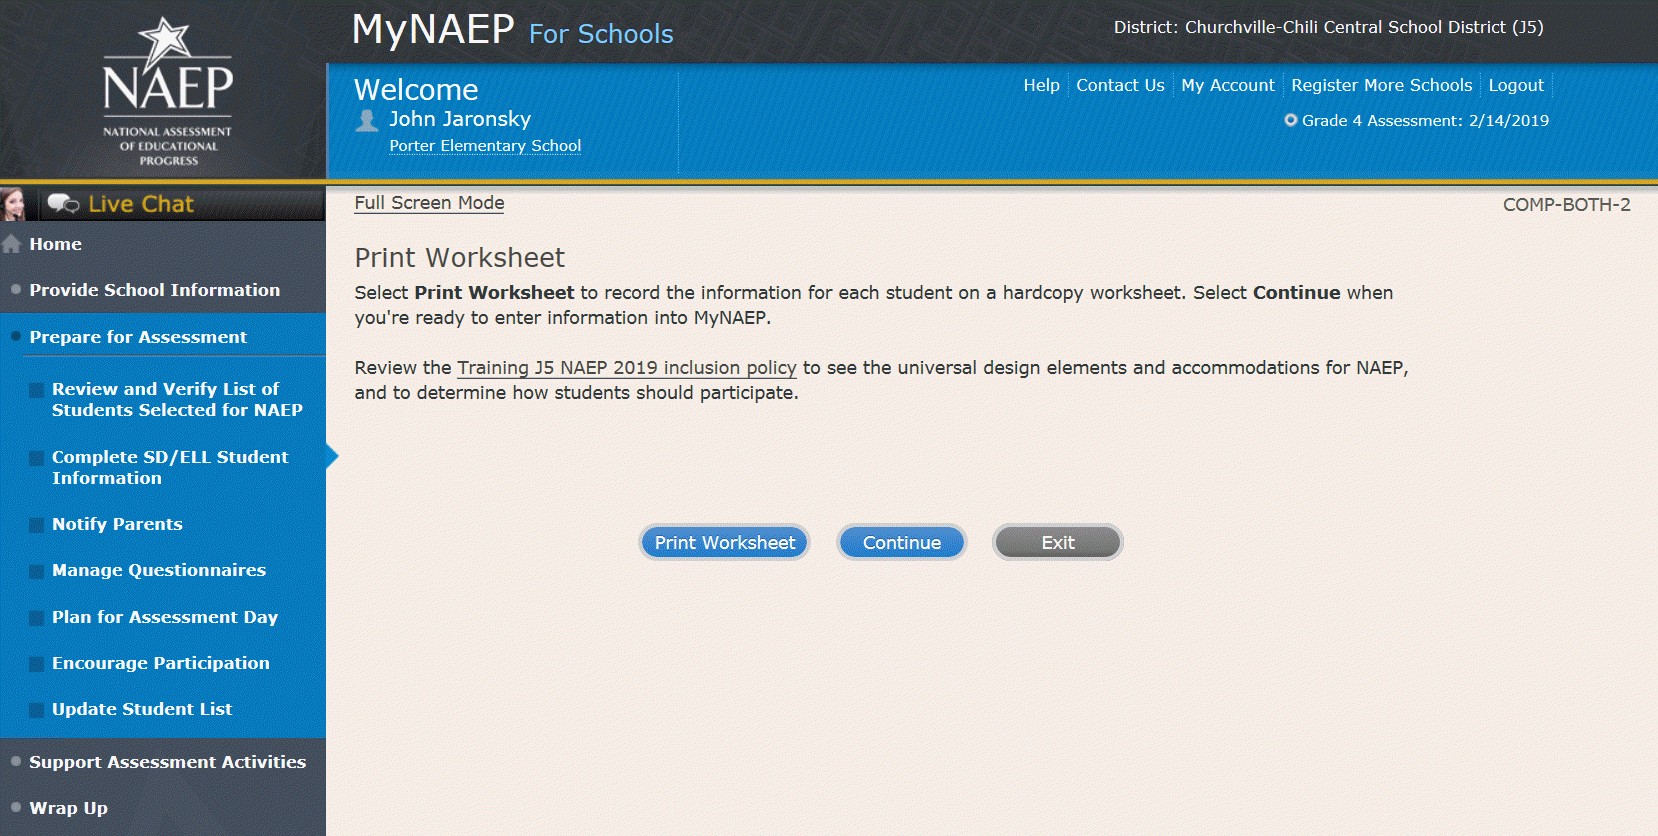 NAEP
NATIONAL ASSESSMENT
OF EDUCATIONAL
PROGRESS
MyNAEP For Schools
District: Churchville-Chili Central School District (J5)
Welcome
John Jaronsky
Porter Elementary School
Help Contact Us My Account Register More Schools Logout
Grade 4 Assessment: 2/14/2019
Live Chat
Home
Provide School Information
Prepare for Assessment
Review and Verify List of
Students Selected for NAEP
Complete SD/ELL Student
Information
Notify Parents
Manage Questionnaires
Plan for Assessment Day
Encourage Participation
Update Student List
Support Assessment Activities
Wrap Up
Full Screen Mode
COMP-BOTH-2
Print Worksheet
Select Print Worksheet to record the information for each student on a hardcopy worksheet. Select Continue when
you're ready to enter information into MyNAEP.
Review the Training J5 NAEP 2019 inclusion policy to see the universal design elements and accommodations for NAEP,
and to determine how students should participate.
Print Worksheet Continue Exit